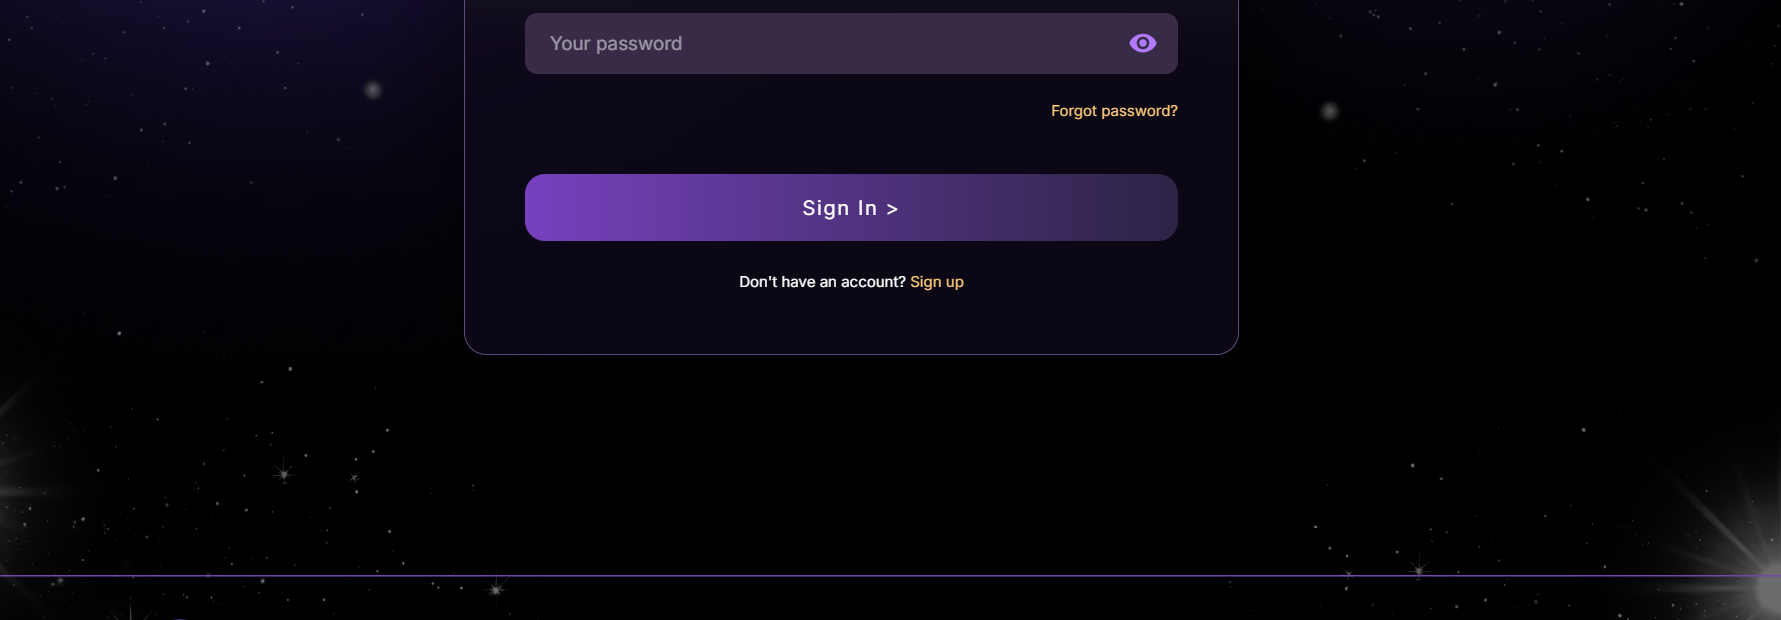 Your password
Forgot password?
Sign In >
Don't have an account? Sign up